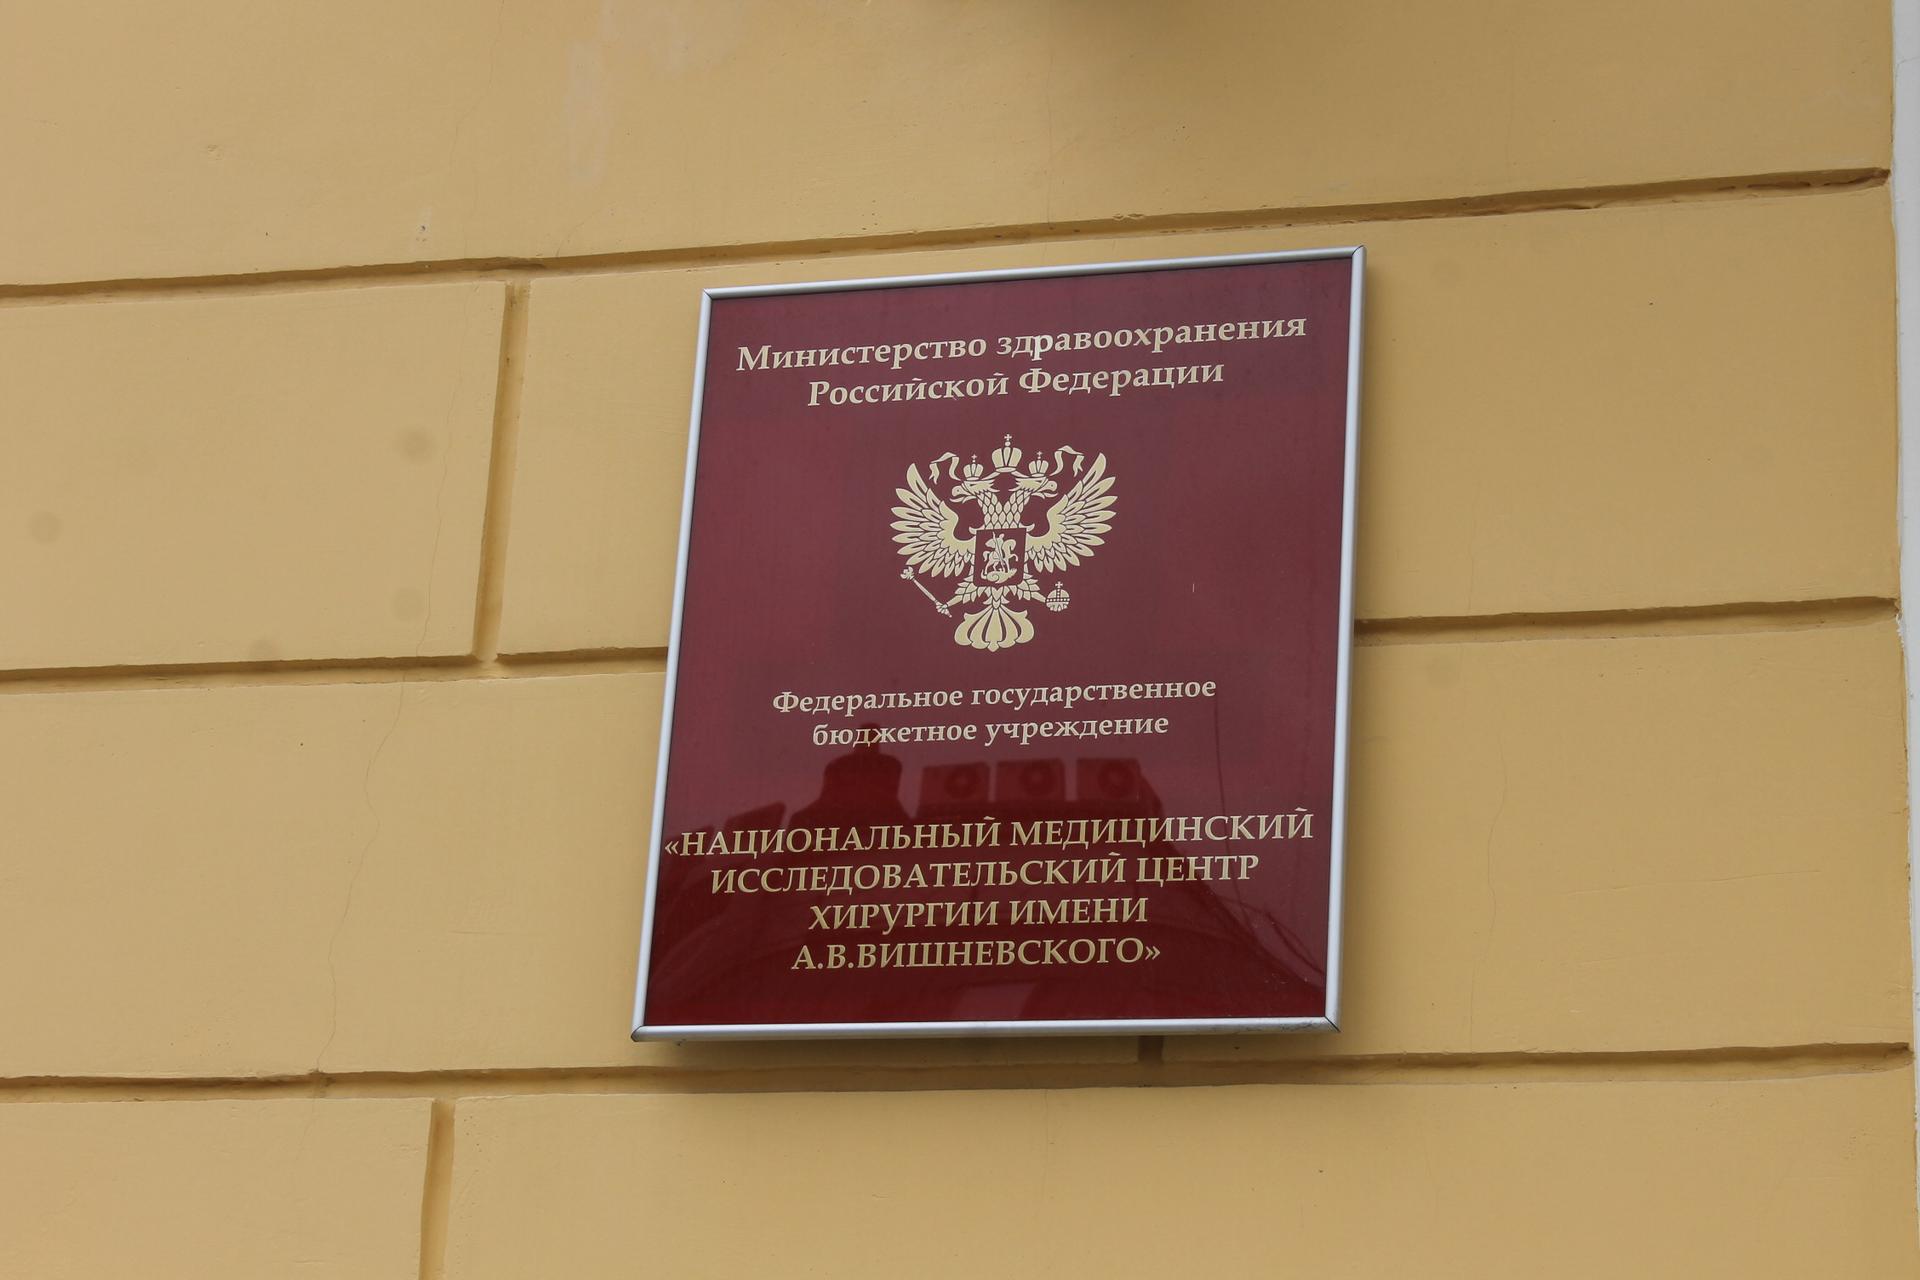 Министерство здравоохранения
Российской Федерации
Федеральное государственное
бюджетное учреждение
«НАЦИОНАЛЬНЫЙ МЕДИЦИНСКИЙ
ИССЛЕДОВАТЕЛЬСКИЙ ЦЕНТР
ХИРУРГИИ ИМЕНИ
А.В.ВИШНЕВСКОГО»